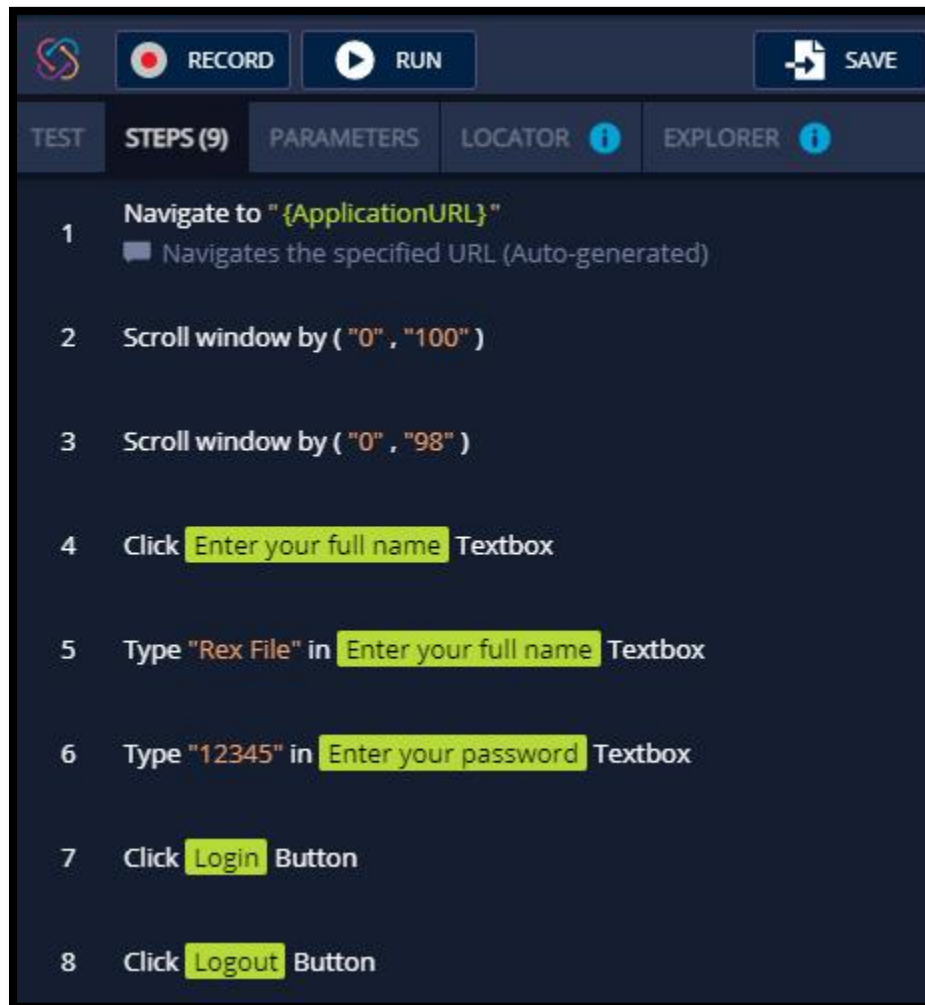 RECORD RUN SAVE
TEST STEPS (9) PARAMETERS LOCATOR i EXPLORER i
1 Navigate to "{ApplicationURL}"
Navigates the specified URL (Auto-generated)
2 Scroll window by ( "0" , "100" )
3 Scroll window by ( "0" , "98" )
4 Click Enter your full name Textbox
5 Type "Rex File" in Enter your full name Textbox
6 Type "12345" in Enter your password Textbox
7 Click Login Button
8 Click Logout Button